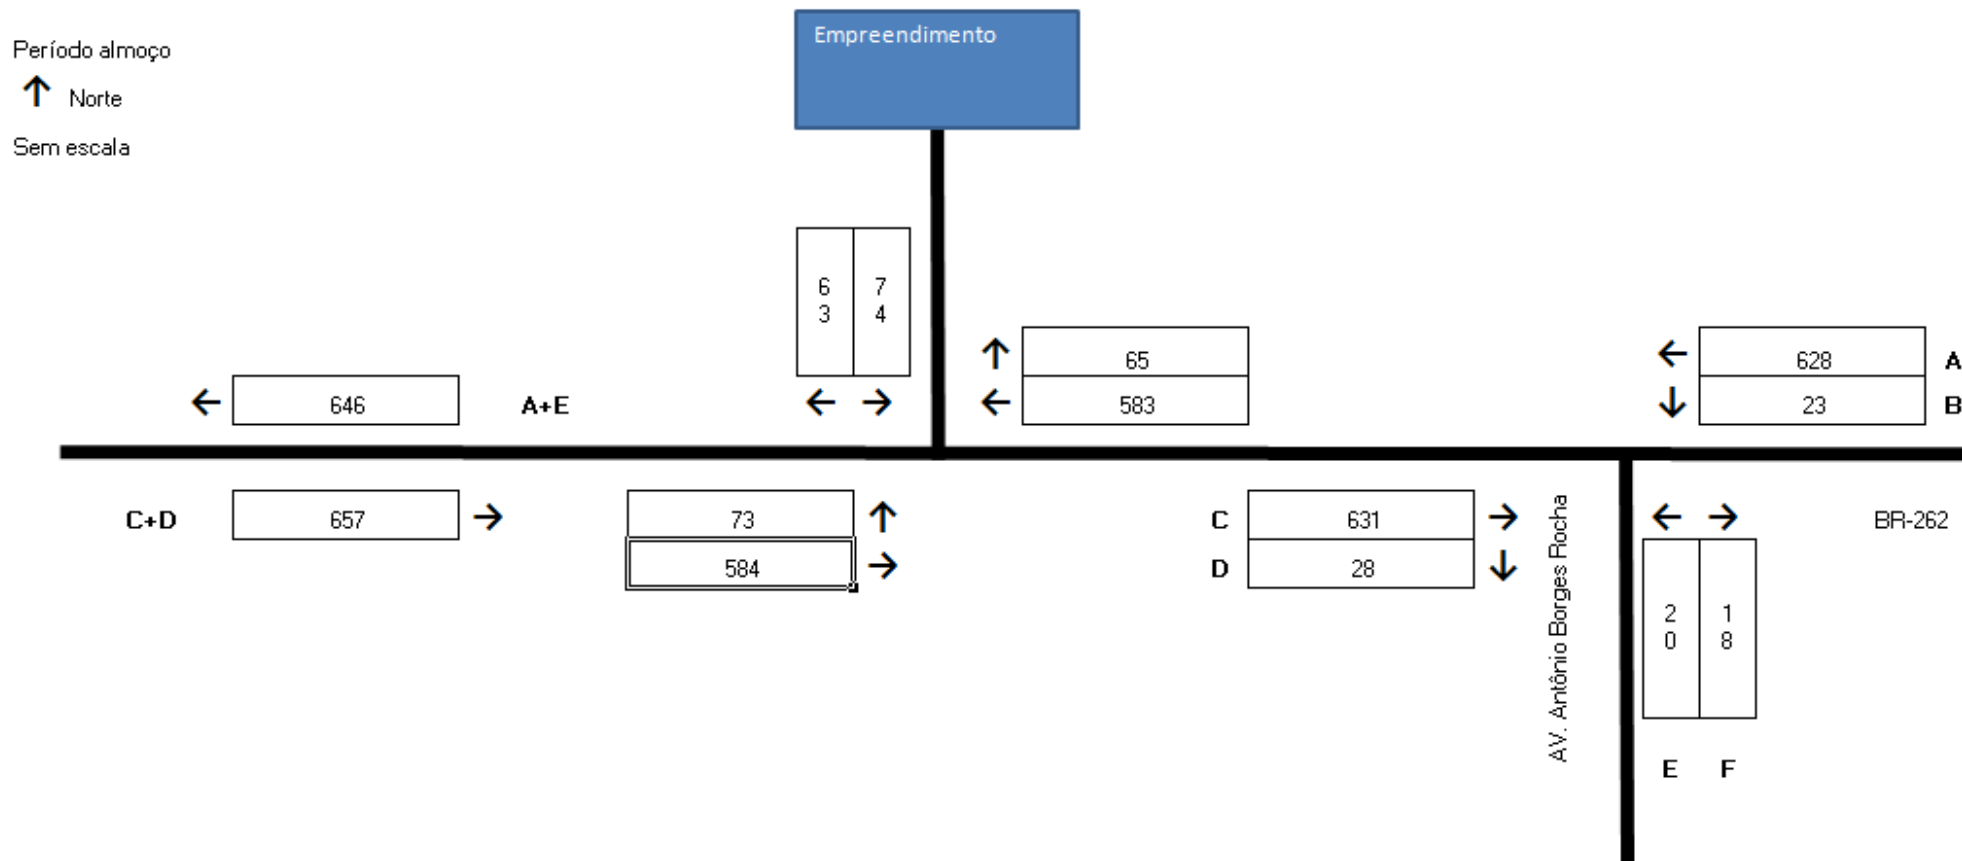 Empreendimento
Período almoço
Norte
Sem escala
6 7
3 4
65
628 A
646 A+E
583
23 B
C+D 657
73
C 631
BR-262
584
D 28
AV. Antônio Borges Rocha
2 1
0 8
E F